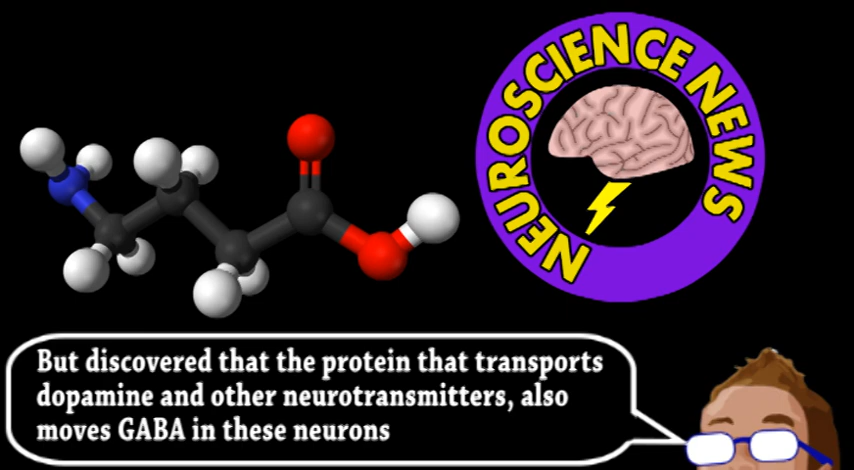 NEUROSCIENCE NEWS
But discovered that the protein that transports
dopamine and other neurotransmitters, also
moves GABA in these neurons